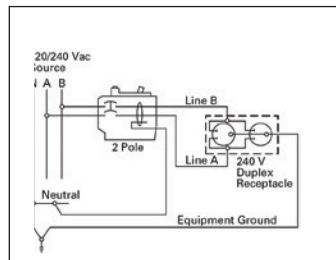 20/240 Vac
Source
N A B
Line B
2 Pole
Line A
240 V
Duplex
Receptacle
Neutral
Equipment Ground